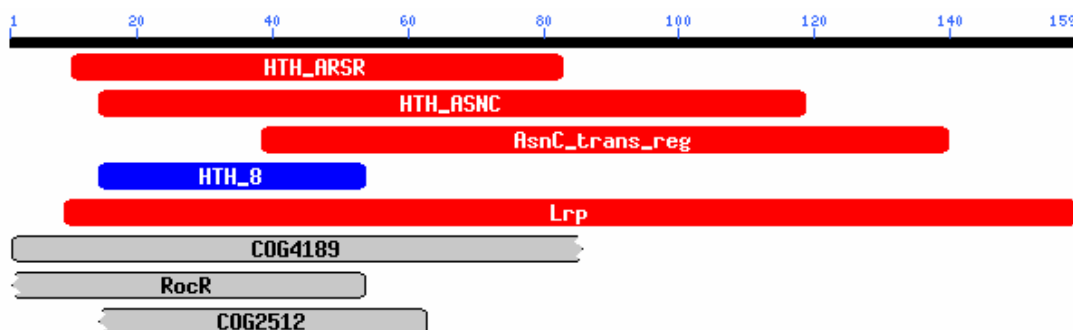 1 20 40 60 80 100 120 140 159
HTH_ARSR
HTH_ASNC
AsnC_trans_reg
HTH_8
Lrp
COG4189
RocR
COG2512